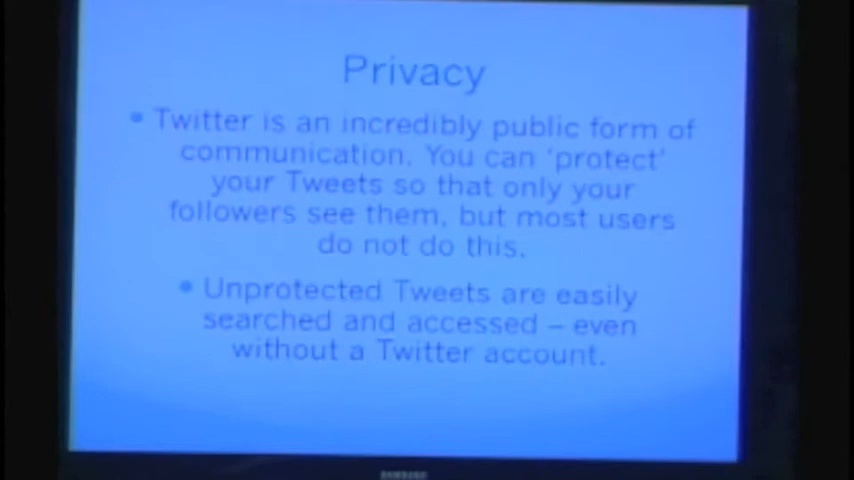 Privacy
• Twitter is an incredibly public form of
communication. You can 'protect'
your Tweets so that only your
followers see them, but most users
do not do this.
• Unprotected Tweets are easily
searched and accessed – even
without a Twitter account.
SAMSUNG